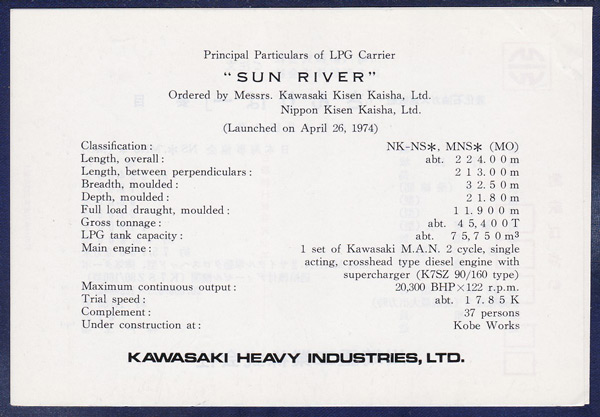 Principal Particulars of LPG Carrier
"SUN RIVER"
Ordered by Messrs. Kawasaki Kisen Kaisha, Ltd.
Nippon Kisen Kaisha, Ltd.
(Launched on April 26, 1974)
Classification: NK-NS*, MNS* (MO)
Length, overall: abt. 224.00m
Length, between perpendiculars: 213.00m
Breadth, moulded: 32.50m
Depth, moulded: 21.80m
Full load draught, moulded: 11.900m
Gross tonnage: abt. 45,400T
LPG tank capacity: abt. 75,750m³
Main engine: 1 set of Kawasaki M.A.N. 2 cycle, single
acting, crosshead type diesel engine with
supercharger (K7SZ 90/160 type)
Maximum continuous output: 20,300 BHP×122 r.p.m.
Trial speed: abt. 17.85K
Complement: 37 persons
Under construction at: Kobe Works
KAWASAKI HEAVY INDUSTRIES, LTD.